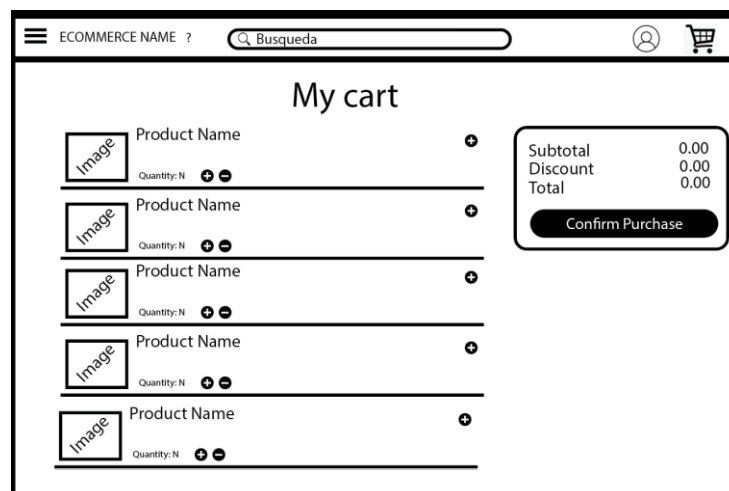 ECOMMERCE NAME ?
Busqueda
My cart
Image
Product Name
Quantity: N
Image
Product Name
Quantity: N
Image
Product Name
Quantity: N
Image
Product Name
Quantity: N
Image
Product Name
Quantity: N
Subtotal 0.00
Discount 0.00
Total 0.00
Confirm Purchase